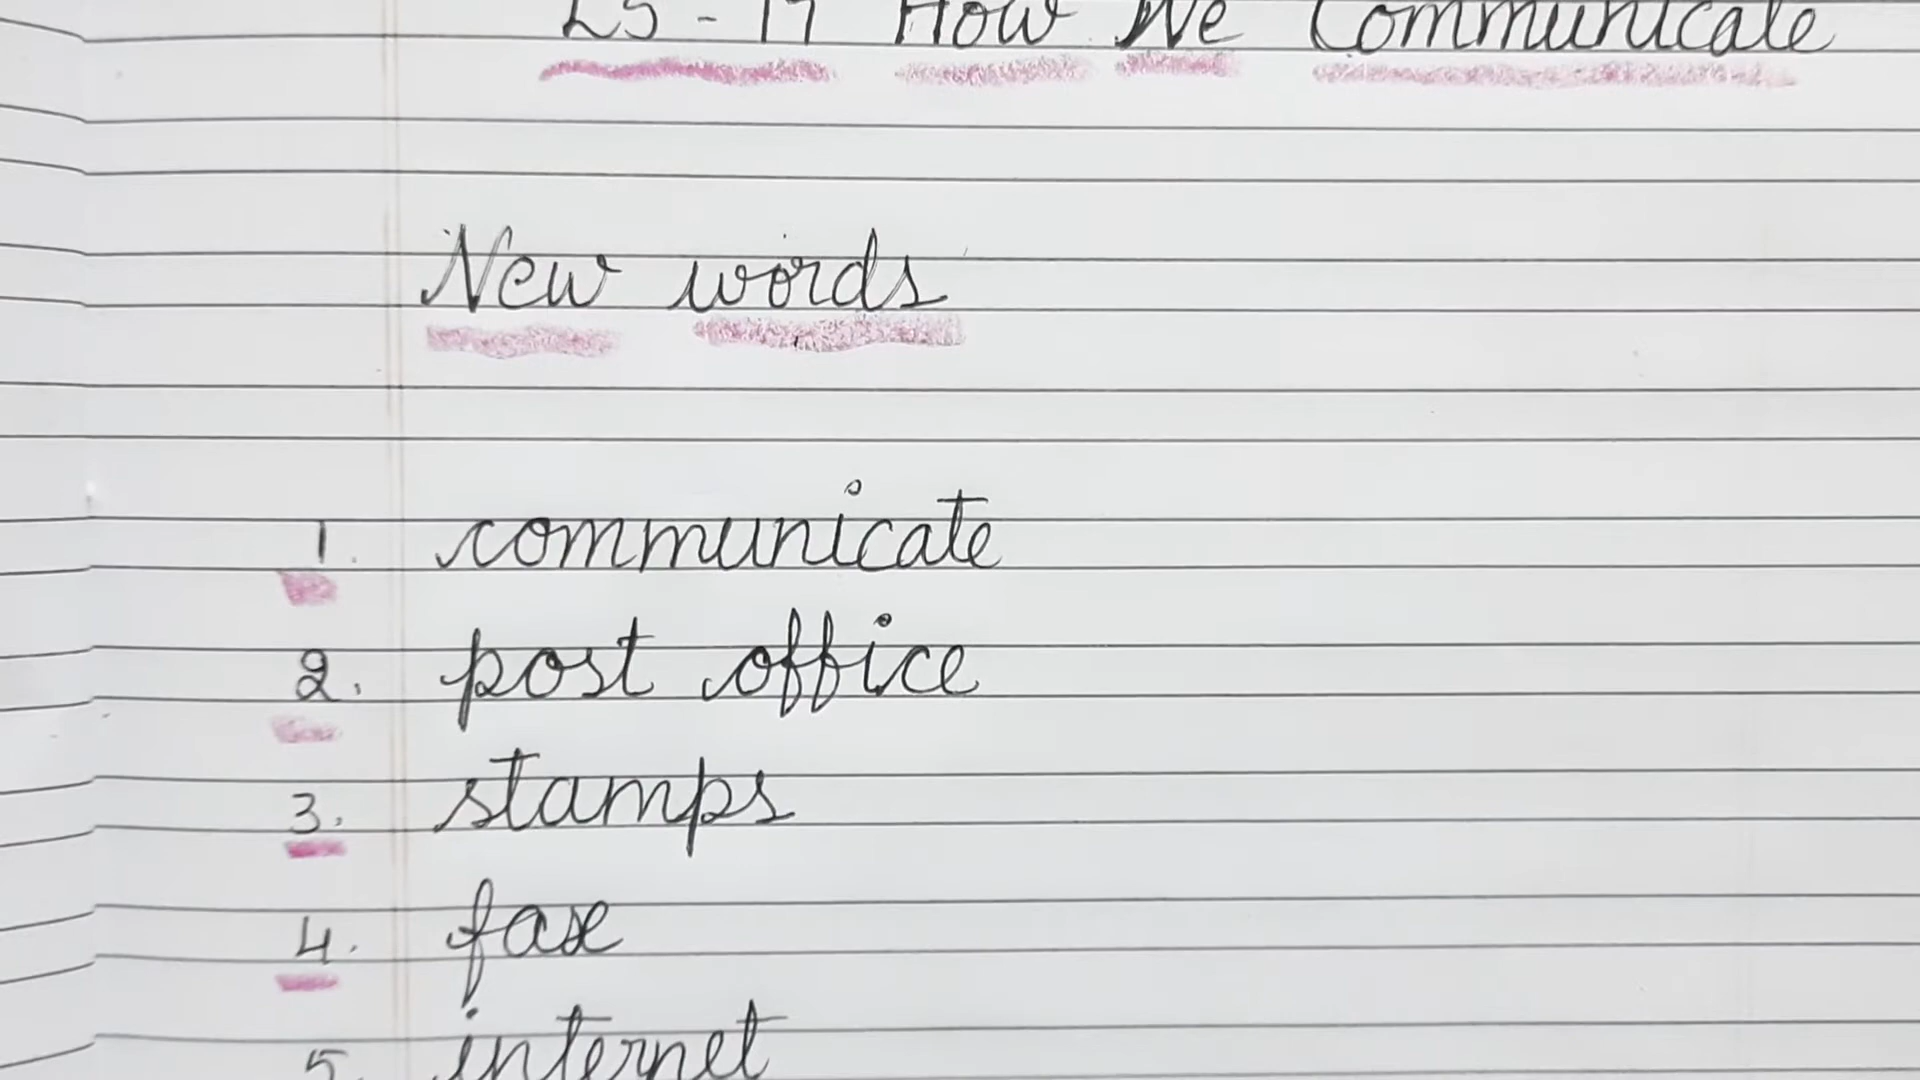 LS - 17 How We Communicate
New words
1. communicate
2. post office
3. stamps
4. fax
5. internet